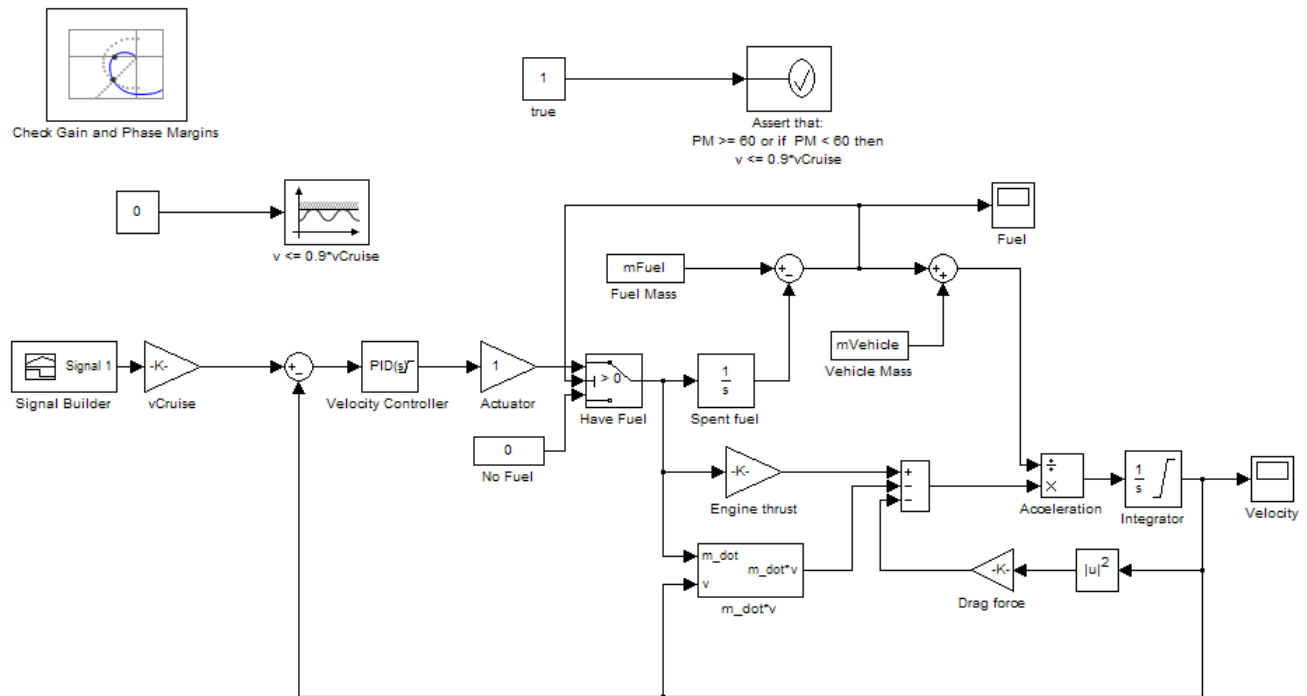 Check Gain and Phase Margins
1
true
Assert that:
PM >= 60 or if PM < 60 then
v <= 0.9*vCruise
0
v <= 0.9*vCruise
Fuel
mFuel
Fuel Mass
+
−
+
+
mVehicle
Vehicle Mass
Signal 1
Signal Builder
-K-
vCruise
+
−
PID(s)
Velocity Controller
1
Actuator
> 0
Have Fuel
1
s
Spent fuel
0
No Fuel
-K-
Engine thrust
+
−
−
÷
×
Acceleration
1
s
Integrator
Velocity
m_dot
v
m_dot*v
m_dot*v
-K-
Drag force
|u|²